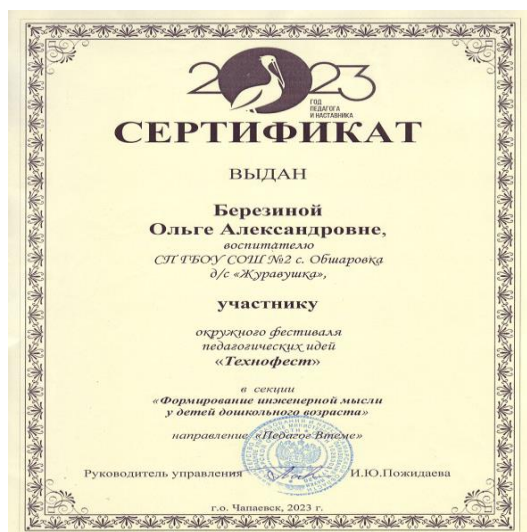 2023
ГОД
ПЕДАГОГА
И НАСТАВНИКА
СЕРТИФИКАТ
ВЫДАН
Березиной
Ольге Александровне,
воспитателю
СП ГБОУ СОШ №2 с. Обшаровка
д/с «Журавушка»,
участнику
окружного фестиваля
педагогических идей
«Технофест»
в секции
«Формирование инженерной мысли
у детей дошкольного возраста»
направление «Педагог Втеме»
Руководитель управления И.Ю.Пожидаева
г.о. Чапаевск, 2023 г.